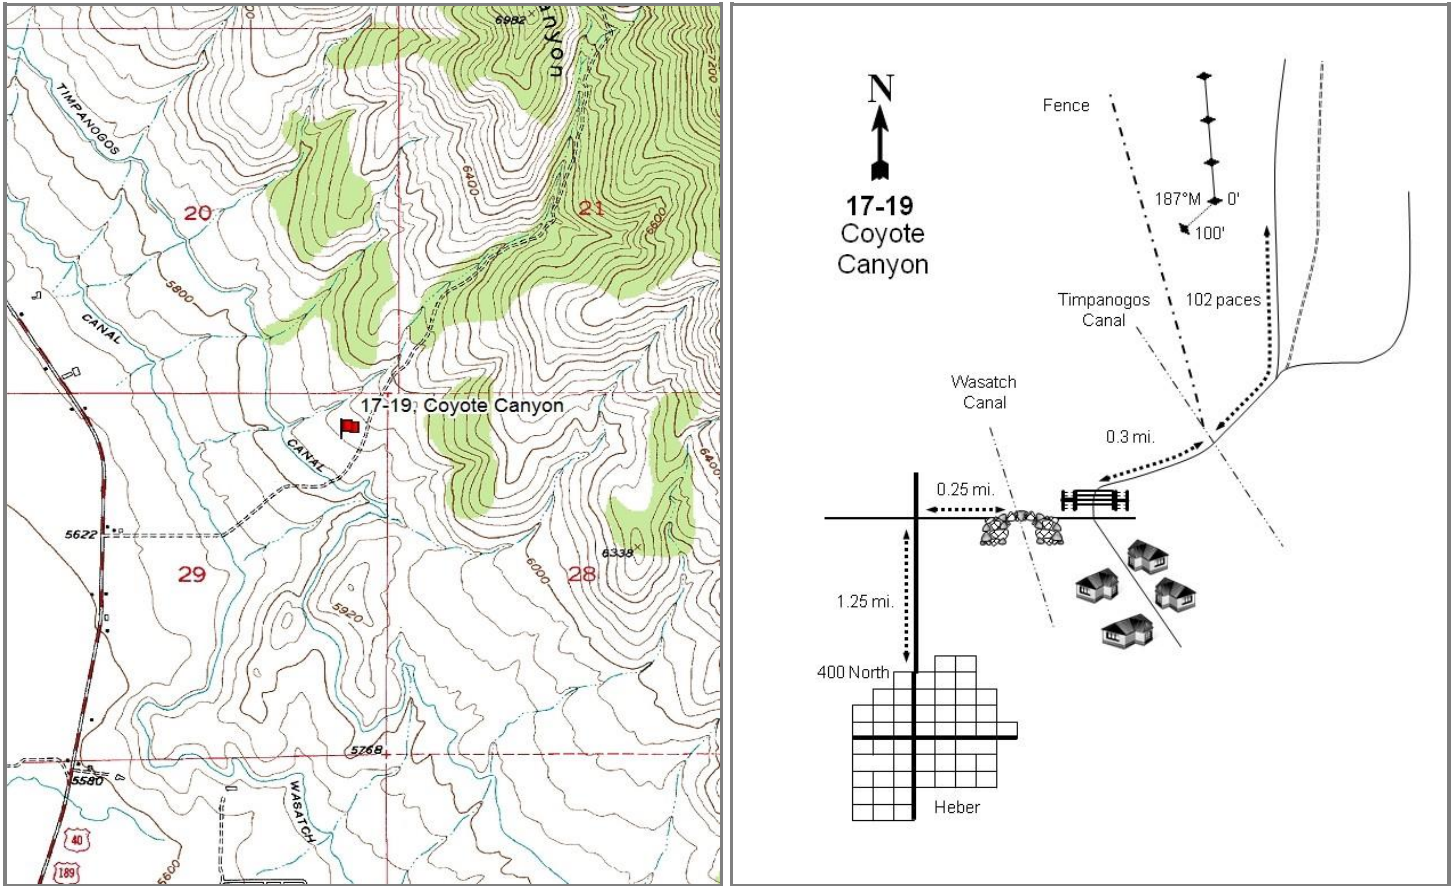 6982
anyon
7200
TIMPANOGOS
6400
20
21
6600
5800
CANAL
17-19, Coyote Canyon
CANAL
6400
5622
6338
29
6000
28
5920
5768
5580
WASATCH
40
189
5600
N
17-19
Coyote
Canyon
Fence
187°M
0'
100'
Timpanogos
Canal
102 paces
Wasatch
Canal
0.3 mi.
0.25 mi.
1.25 mi.
400 North
Heber